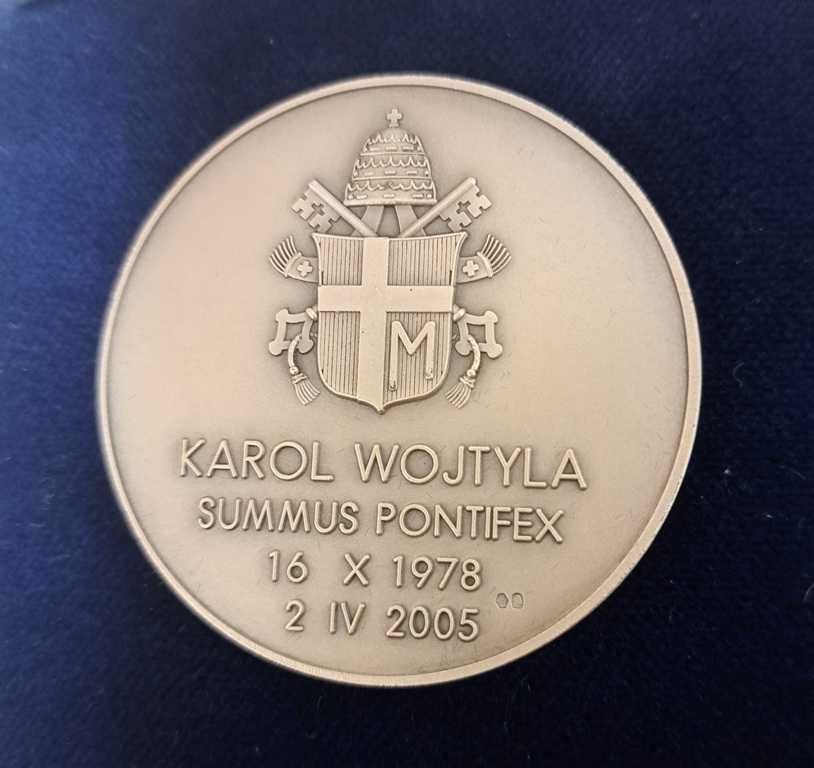 M
KAROL WOJTYLA
SUMMUS PONTIFEX
16 X 1978
2 IV 2005